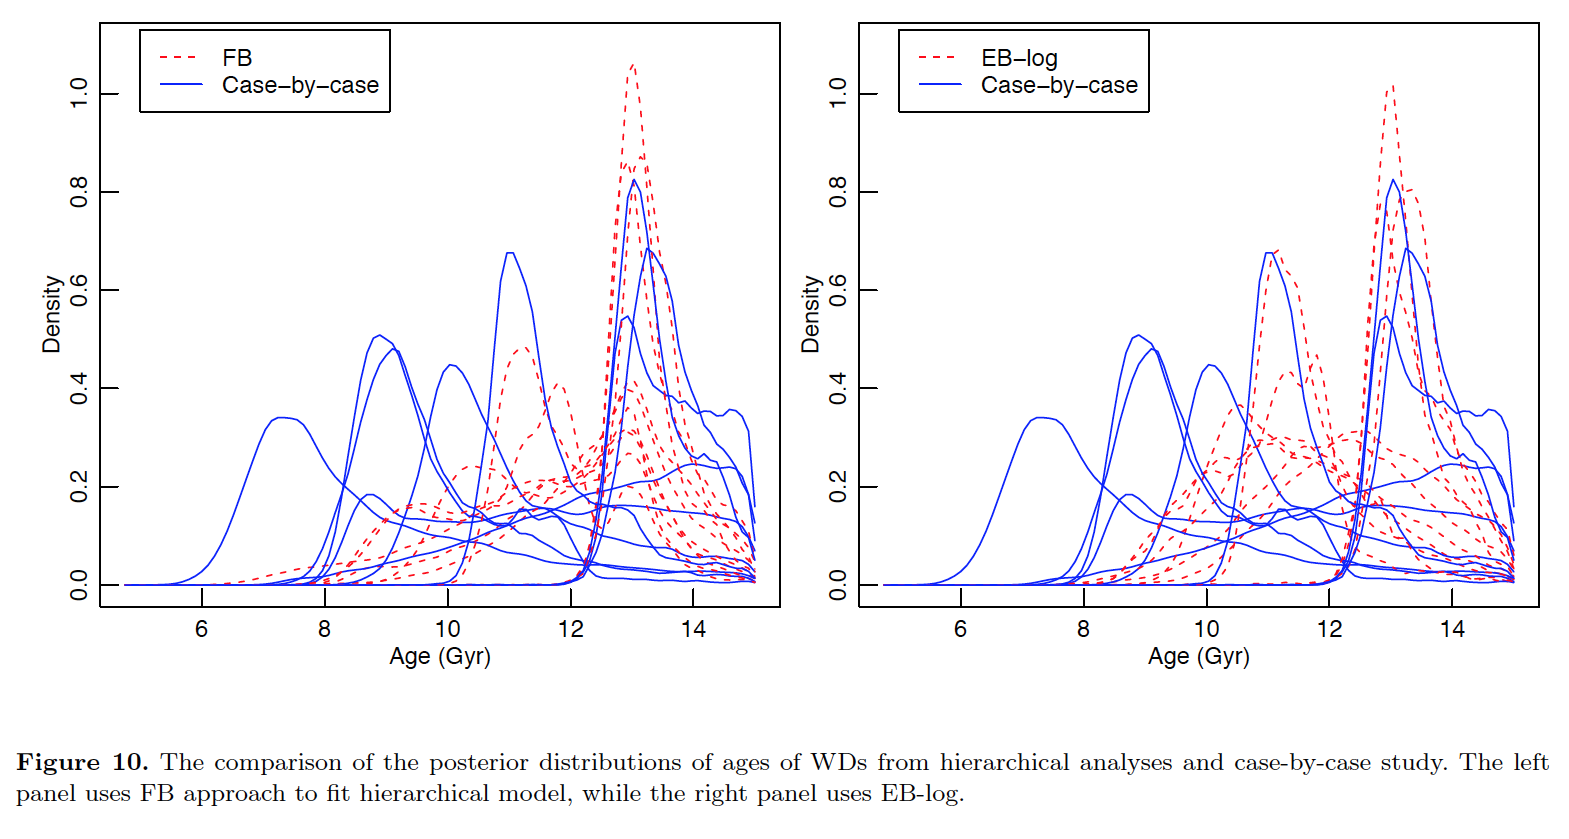 FB
Case−by−case
Density
0.0 0.2 0.4 0.6 0.8 1.0
6 8 10 12 14
Age (Gyr)
EB−log
Case−by−case
Density
0.0 0.2 0.4 0.6 0.8 1.0
6 8 10 12 14
Age (Gyr)
Figure 10. The comparison of the posterior distributions of ages of WDs from hierarchical analyses and case-by-case study. The left
panel uses FB approach to fit hierarchical model, while the right panel uses EB-log.